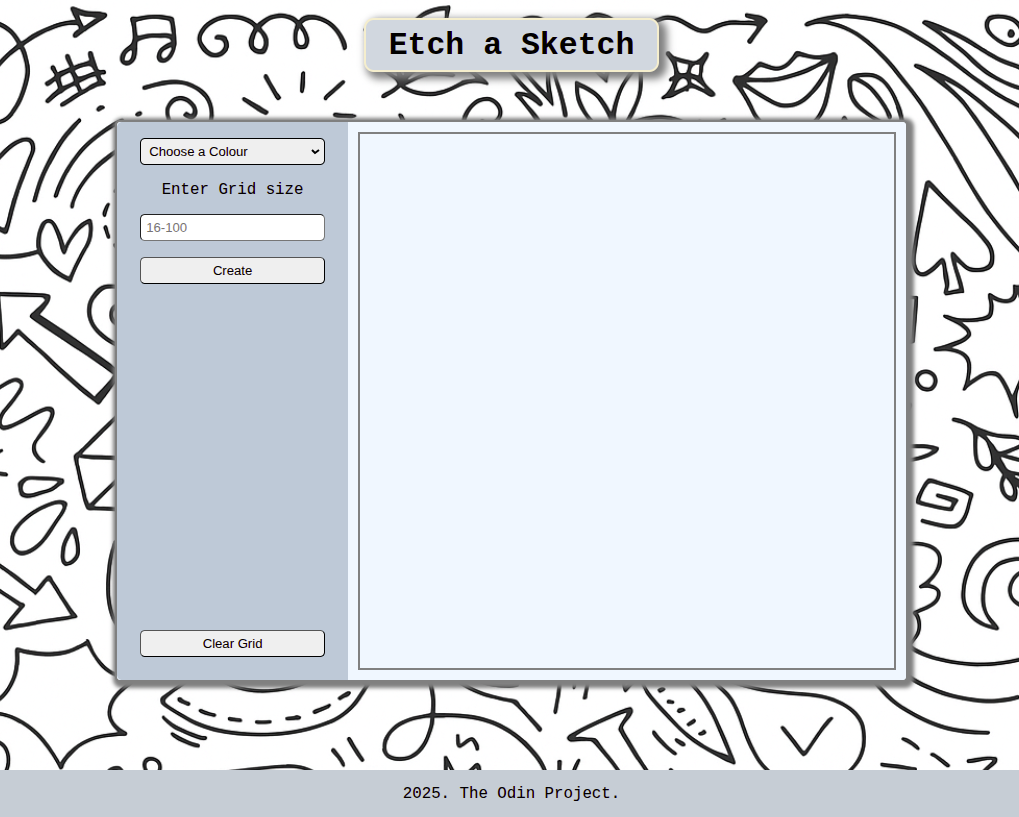 Etch a Sketch
Choose a Colour
Enter Grid size
16-100
Create
Clear Grid
2025. The Odin Project.